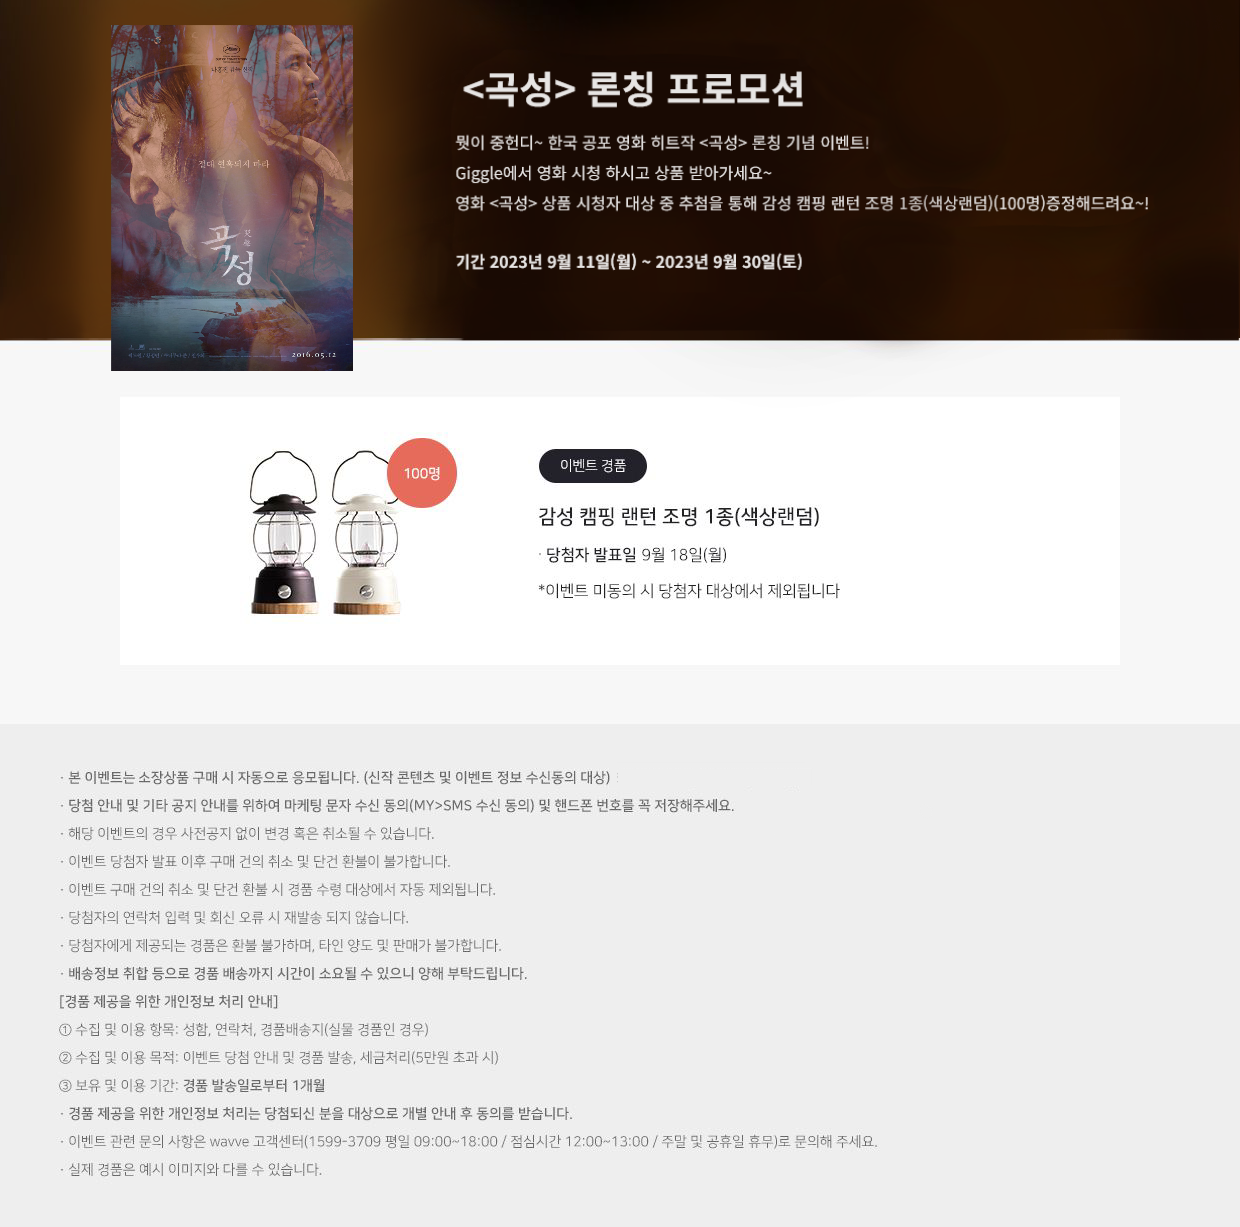 절대 현혹되지 마라
곡성
2016.05.12
<곡성> 론칭 프로모션
뭣이 중헌디~ 한국 공포 영화 히트작 <곡성> 론칭 기념 이벤트!
Giggle에서 영화 시청 하시고 상품 받아가세요~
영화 <곡성> 상품 시청자 대상 중 추첨을 통해 감성 캠핑 랜턴 조명 1종(색상랜덤)(100명)증정해드려요~!
기간 2023년 9월 11일(월) ~ 2023년 9월 30일(토)
100명
이벤트 경품
감성 캠핑 랜턴 조명 1종(색상랜덤)
· 당첨자 발표일 9월 18일(월)
*이벤트 미동의 시 당첨자 대상에서 제외됩니다
· 본 이벤트는 소장상품 구매 시 자동으로 응모됩니다. (신작 콘텐츠 및 이벤트 정보 수신동의 대상)
· 당첨 안내 및 기타 공지 안내를 위하여 마케팅 문자 수신 동의(MY>SMS 수신 동의) 및 핸드폰 번호를 꼭 저장해주세요.
· 해당 이벤트의 경우 사전공지 없이 변경 혹은 취소될 수 있습니다.
· 이벤트 당첨자 발표 이후 구매 건의 취소 및 단건 환불이 불가합니다.
· 이벤트 구매 건의 취소 및 단건 환불 시 경품 수령 대상에서 자동 제외됩니다.
· 당첨자의 연락처 입력 및 회신 오류 시 재발송 되지 않습니다.
· 당첨자에게 제공되는 경품은 환불 불가하며, 타인 양도 및 판매가 불가합니다.
· 배송정보 취합 등으로 경품 배송까지 시간이 소요될 수 있으니 양해 부탁드립니다.
[경품 제공을 위한 개인정보 처리 안내]
① 수집 및 이용 항목: 성함, 연락처, 경품배송지(실물 경품인 경우)
② 수집 및 이용 목적: 이벤트 당첨 안내 및 경품 발송, 세금처리(5만원 초과 시)
③ 보유 및 이용 기간: 경품 발송일로부터 1개월
· 경품 제공을 위한 개인정보 처리는 당첨되신 분을 대상으로 개별 안내 후 동의를 받습니다.
· 이벤트 관련 문의 사항은 wavve 고객센터(1599-3709 평일 09:00~18:00 / 점심시간 12:00~13:00 / 주말 및 공휴일 휴무)로 문의해 주세요.
· 실제 경품은 예시 이미지와 다를 수 있습니다.